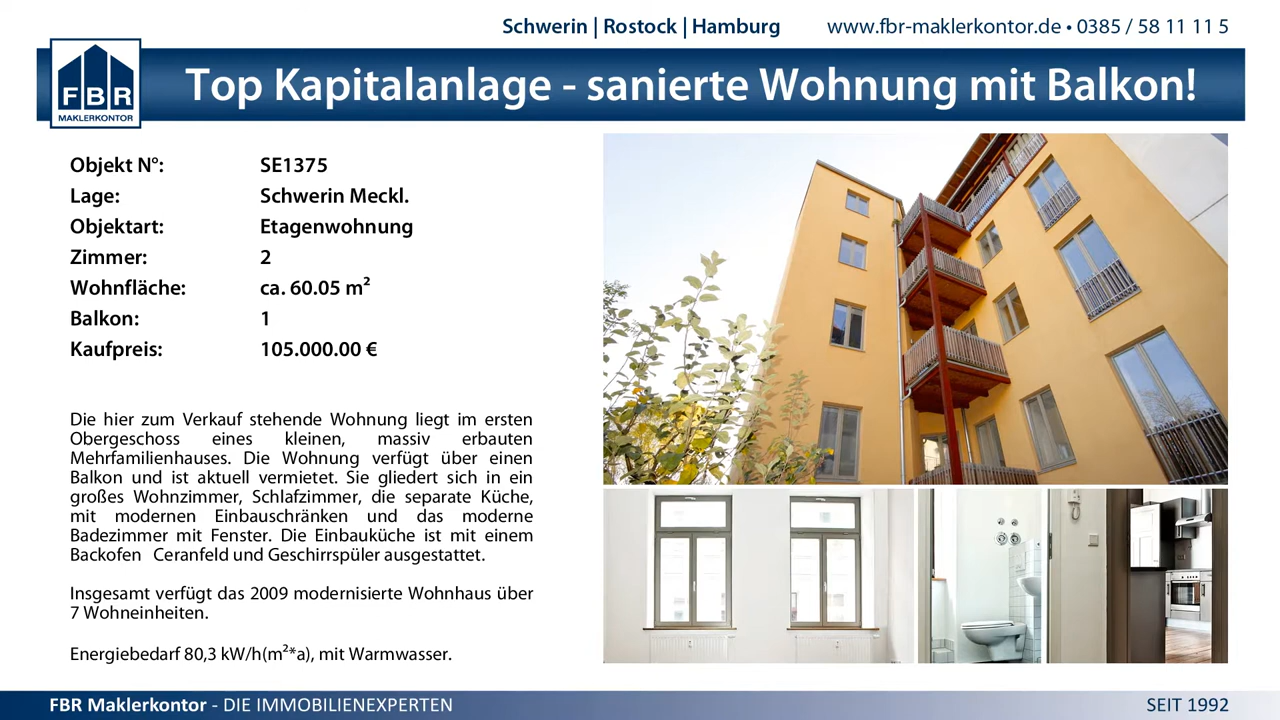 Schwerin | Rostock | Hamburg www.fbr-maklerkontor.de • 0385 / 58 11 11 5
FBR
MAKLERKONTOR
Top Kapitalanlage - sanierte Wohnung mit Balkon!
Objekt N°: SE1375
Lage: Schwerin Meckl.
Objektart: Etagenwohnung
Zimmer: 2
Wohnfläche: ca. 60.05 m²
Balkon: 1
Kaufpreis: 105.000.00 €
Die hier zum Verkauf stehende Wohnung liegt im ersten
Obergeschoss eines kleinen, massiv erbauten
Mehrfamilienhauses. Die Wohnung verfügt über einen
Balkon und ist aktuell vermietet. Sie gliedert sich in ein
großes Wohnzimmer, Schlafzimmer, die separate Küche,
mit modernen Einbauschränken und das moderne
Badezimmer mit Fenster. Die Einbauküche ist mit einem
Backofen Ceranfeld und Geschirrspüler ausgestattet.
Insgesamt verfügt das 2009 modernisierte Wohnhaus über
7 Wohneinheiten.
Energiebedarf 80,3 kW/h(m²*a), mit Warmwasser.
FBR Maklerkontor - DIE IMMOBILIENEXPERTEN SEIT 1992